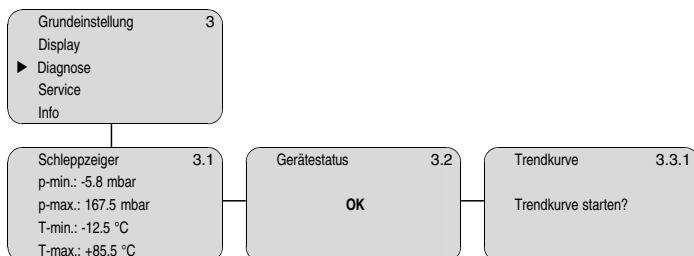 Grundeinstellung 3
Display
▶ Diagnose
Service
Info
Schleppzeiger 3.1
p-min.: -5.8 mbar
p-max.: 167.5 mbar
T-min.: -12.5 °C
T-max.: +85.5 °C
Gerätestatus 3.2
OK
Trendkurve 3.3.1
Trendkurve starten?